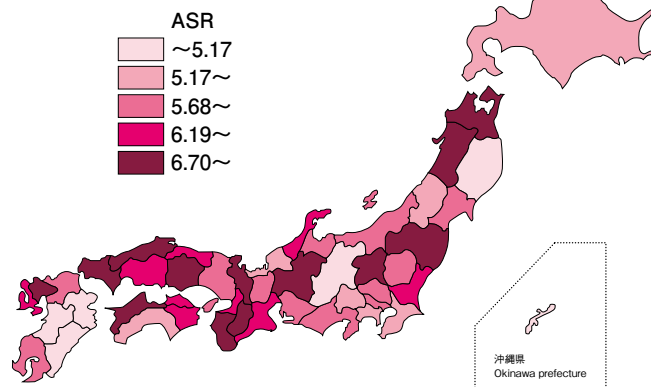 ASR
～5.17
5.17～
5.68～
6.19～
6.70～
沖縄県
Okinawa prefecture